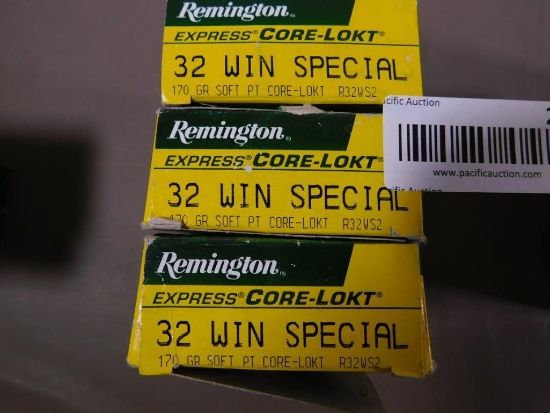 Remington
EXPRESS® CORE-LOKT®
32 WIN SPECIAL
170 GR SOFT PT CORE-LOKT R32WS2
acific Auction
www.pacificauction.com
Remington
EXPRESS® CORE-LOKT
32 WIN SPECIAL
170 GR SOFT PT CORE-LOKT R32WS2
Remington
EXPRESS® CORE-LOKT®
32 WIN SPECIAL
170 GR SOFT PT CORE-LOKT R32WS2